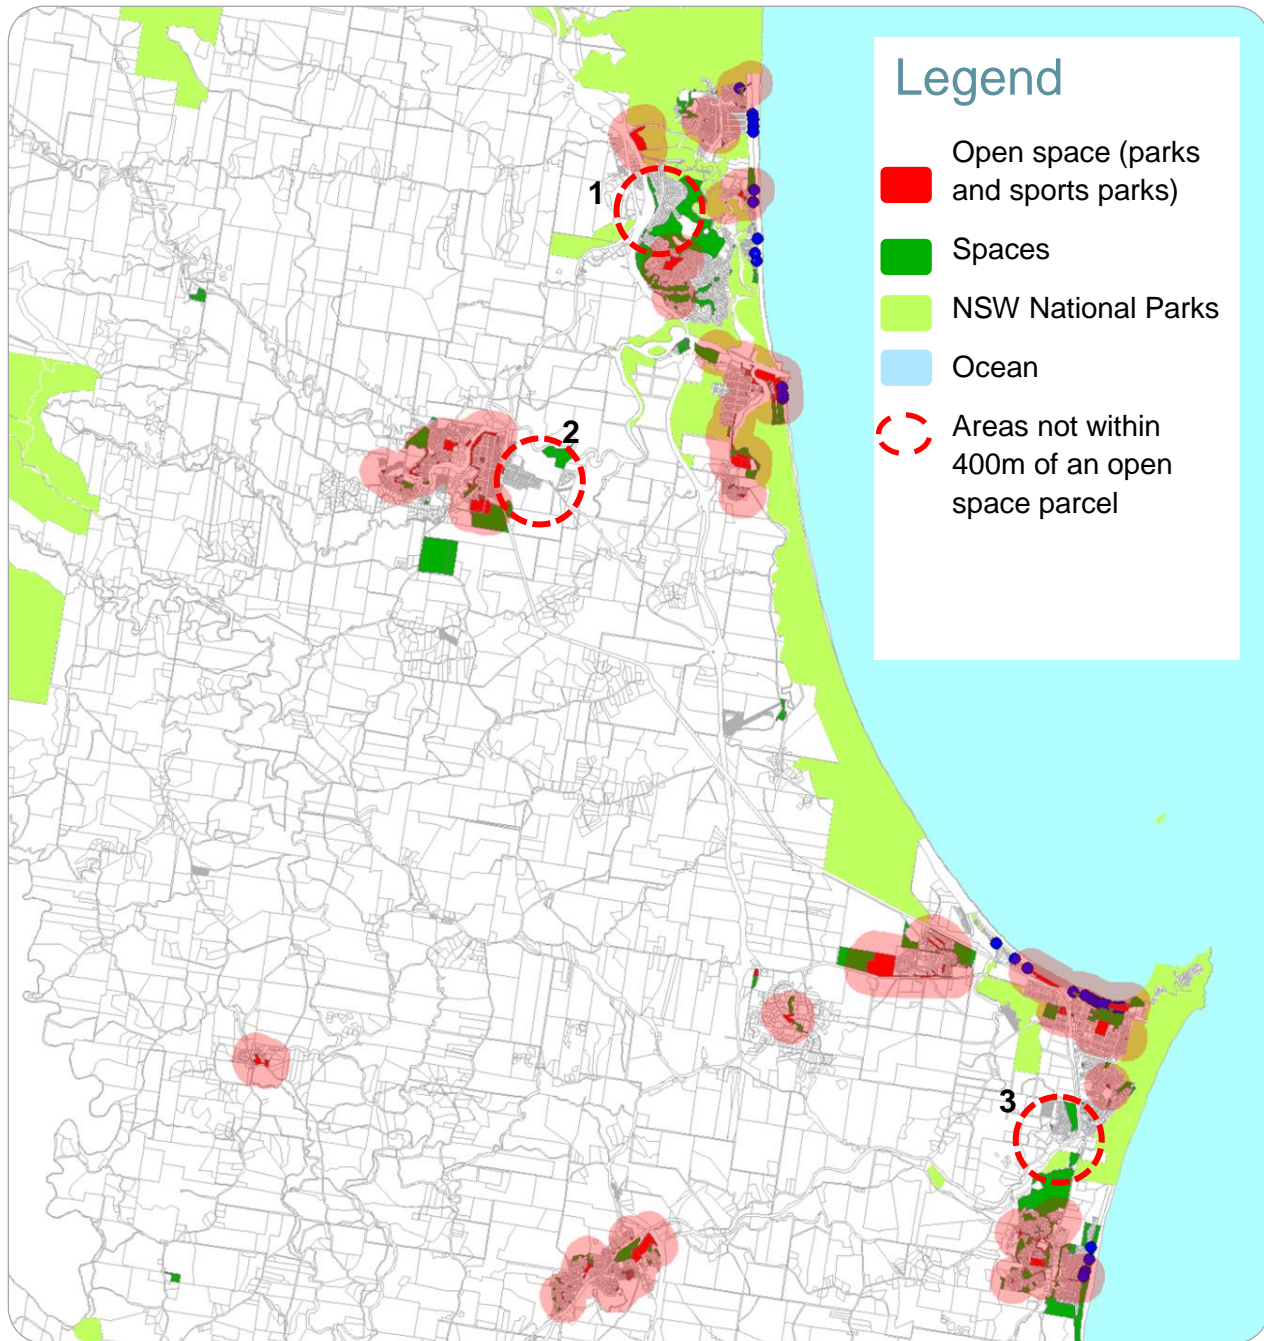 Legend
Open space (parks
and sports parks)
Spaces
NSW National Parks
Ocean
Areas not within
400m of an open
space parcel
1
2
3